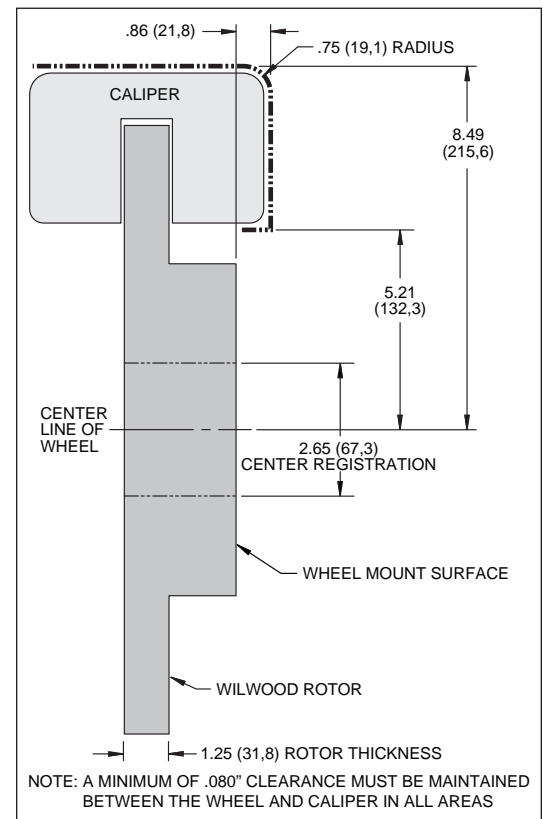 .86 (21,8)
.75 (19,1) RADIUS
CALIPER
8.49
(215,6)
5.21
(132,3)
CENTER
LINE OF
WHEEL
2.65 (67,3)
CENTER REGISTRATION
WHEEL MOUNT SURFACE
WILWOOD ROTOR
1.25 (31,8) ROTOR THICKNESS
NOTE: A MINIMUM OF .080" CLEARANCE MUST BE MAINTAINED
BETWEEN THE WHEEL AND CALIPER IN ALL AREAS